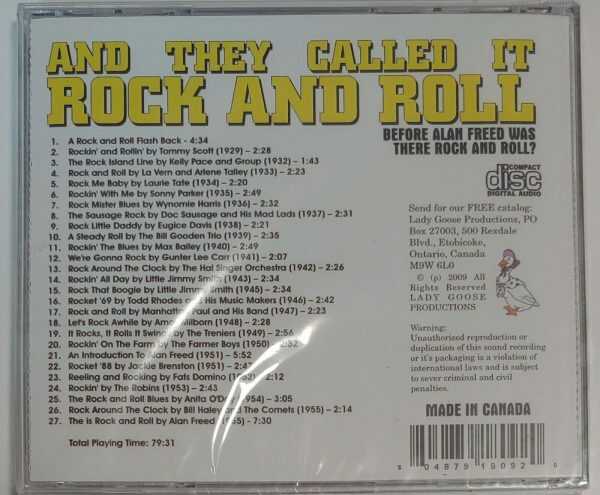 AND THEY CALLED IT
ROCK AND ROLL
BEFORE ALAN FREED WAS
THERE ROCK AND ROLL?
1. A Rock and Roll Flash Back - 4:34
2. Rockin' and Rollin' by Tommy Scott (1929) – 2:28
3. The Rock Island Line by Kelly Pace and Group (1932) – 1:43
4. Rock and Roll by La Vern and Arlene Talley (1933) – 2:23
5. Rock Me Baby by Laurie Tate (1934) – 2:20
6. Rockin' With Me by Sonny Parker (1935) – 2:49
7. Rock Mister Blues by Wynomie Harris (1936) – 2:32
8. The Sausage Rock by Doc Sausage and His Mad Lads (1937) – 2:31
9. Rock Little Daddy by Eugice Davis (1938) – 2:21
10. A Steady Roll by The Bill Gooden Trio (1939) – 2:35
11. Rockin' The Blues by Max Bailey (1940) – 2:49
12. We're Gonna Rock by Gunter Lee Carr (1941) – 2:07
13. Rock Around The Clock by The Hal Singer Orchestra (1942) – 2:26
14. Rockin' All Day by Little Jimmy Smith (1943) – 2:34
15. Rock That Boogie by Little Jimmy Smith (1945) – 2:34
16. Rocket '69 by Todd Rhodes and His Music Makers (1946) – 2:42
17. Rock and Roll by Manhattan Paul and His Band (1947) – 2:23
18. Let's Rock Awhile by Amos Milborn (1948) – 2:28
19. It Rocks, It Rolls It Swings by The Treniers (1949) – 2:56
20. Rockin' On The Farm by The Farmer Boys (1950) – 2:32
21. An Introduction To Alan Freed (1951) – 5:52
22. Rocket '88 by Jackie Brenston (1951) – 2:43
23. Reeling and Rocking by Fats Domino (1952) – 2:12
24. Rockin' by The Robins (1953) – 2:43
25. The Rock and Roll Blues by Anita O'Day (1954) – 3:05
26. Rock Around The Clock by Bill Haley and The Comets (1955) – 2:14
27. The is Rock and Roll by Alan Freed (1955) – 7:30
Total Playing Time: 79:31
COMPACT
disc
DIGITAL AUDIO
Send for our FREE catalog:
Lady Goose Productions, PO
Box 27003, 500 Rexdale
Blvd., Etobicoke,
Ontario, Canada
M9W 6L0
© (p) 2009 All
Rights Reserved
LADY GOOSE
PRODUCTIONS
Warning:
Unauthorized reproduction or
duplication of this sound recording
or it's packaging is a violation of
international laws and is subject
to sever criminal and civil
penalties.
MADE IN CANADA
04879 19092